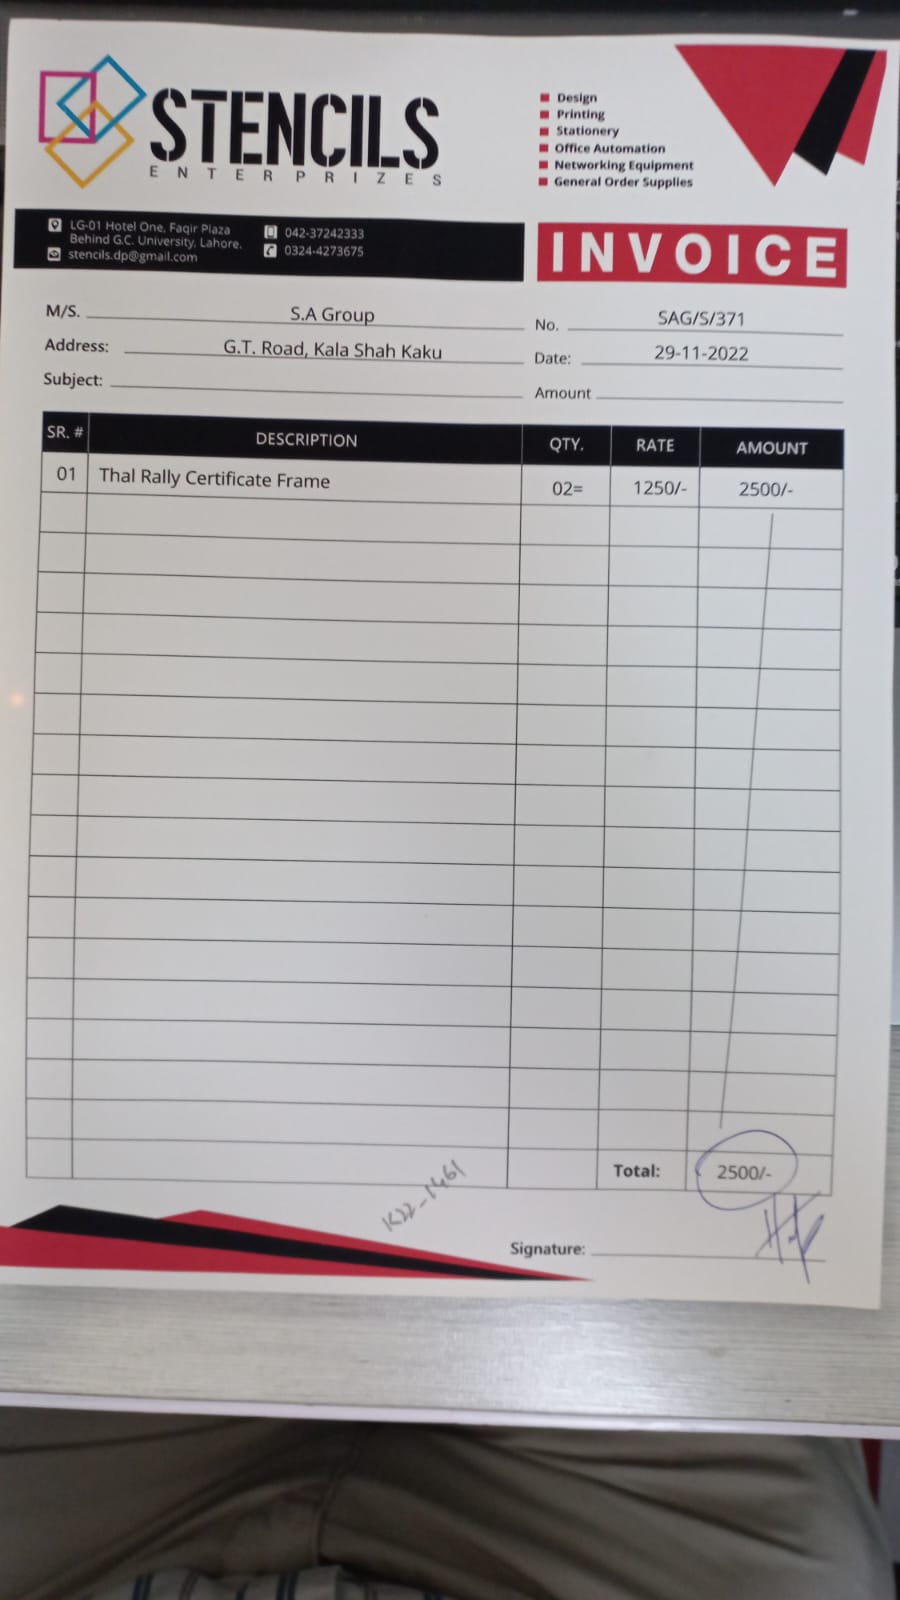 STENCILS
ENTERPRIZES
Design
Printing
Stationery
Office Automation
Networking Equipment
General Order Supplies
LG-01 Hotel One, Faqir Plaza
Behind G.C. University, Lahore.
stencils.dp@gmail.com
042-37242333
0324-4273675
INVOICE
M/S. S.A Group
Address: G.T. Road, Kala Shah Kaku
Subject:
No. SAG/S/371
Date: 29-11-2022
Amount
SR. # DESCRIPTION QTY. RATE AMOUNT
01 Thal Rally Certificate Frame 02= 1250/- 2500/-
Total: 2500/-
K22-1461
Signature: